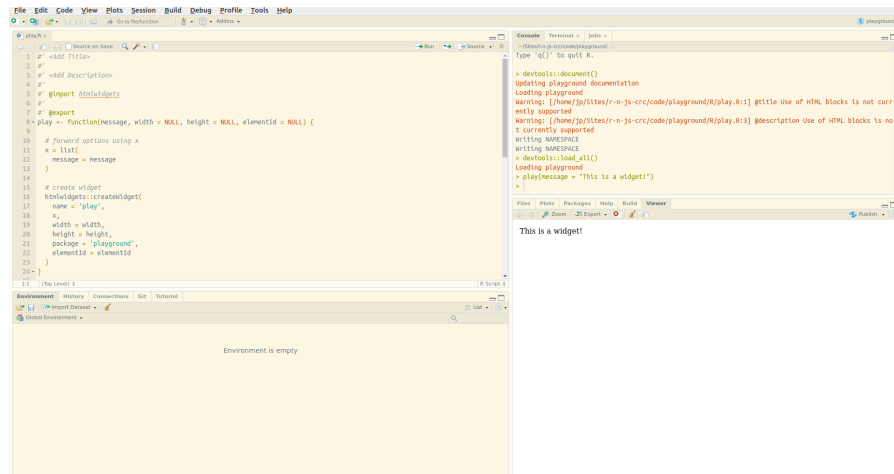 File Edit Code View Plots Session Build Debug Profile Tools Help
Go to file/function Addins playground
play.R
Source on Save Run Source
1 #' <Add Title>
2 #'
3 #' <Add Description>
4 #'
5 #' @import htmlwidgets
6 #'
7 #' @export
8 play <- function(message, width = NULL, height = NULL, elementId = NULL) {
9
10 # forward options using x
11 x = list(
12 message = message
13 )
14
15 # create widget
16 htmlwidgets::createWidget(
17 name = 'play',
18 x,
19 width = width,
20 height = height,
21 package = 'playground',
22 elementId = elementId
23 )
24 }
1:1 (Top Level) R Script
Environment History Connections Git Tutorial
Import Dataset List
Global Environment
Environment is empty
Console Terminal Jobs
~/Sites/r-n-js-crc/code/playground/
Type 'q()' to quit R.
> devtools::document()
Updating playground documentation
Loading playground
Warning: [/home/jp/Sites/r-n-js-crc/code/playground/R/play.R:1] @title Use of HTML blocks is not curr
ently supported
Warning: [/home/jp/Sites/r-n-js-crc/code/playground/R/play.R:3] @description Use of HTML blocks is no
t currently supported
Writing NAMESPACE
Writing NAMESPACE
> devtools::load_all()
Loading playground
> play(message = "This is a widget!")
>
Files Plots Packages Help Build Viewer
Zoom Export Publish
This is a widget!